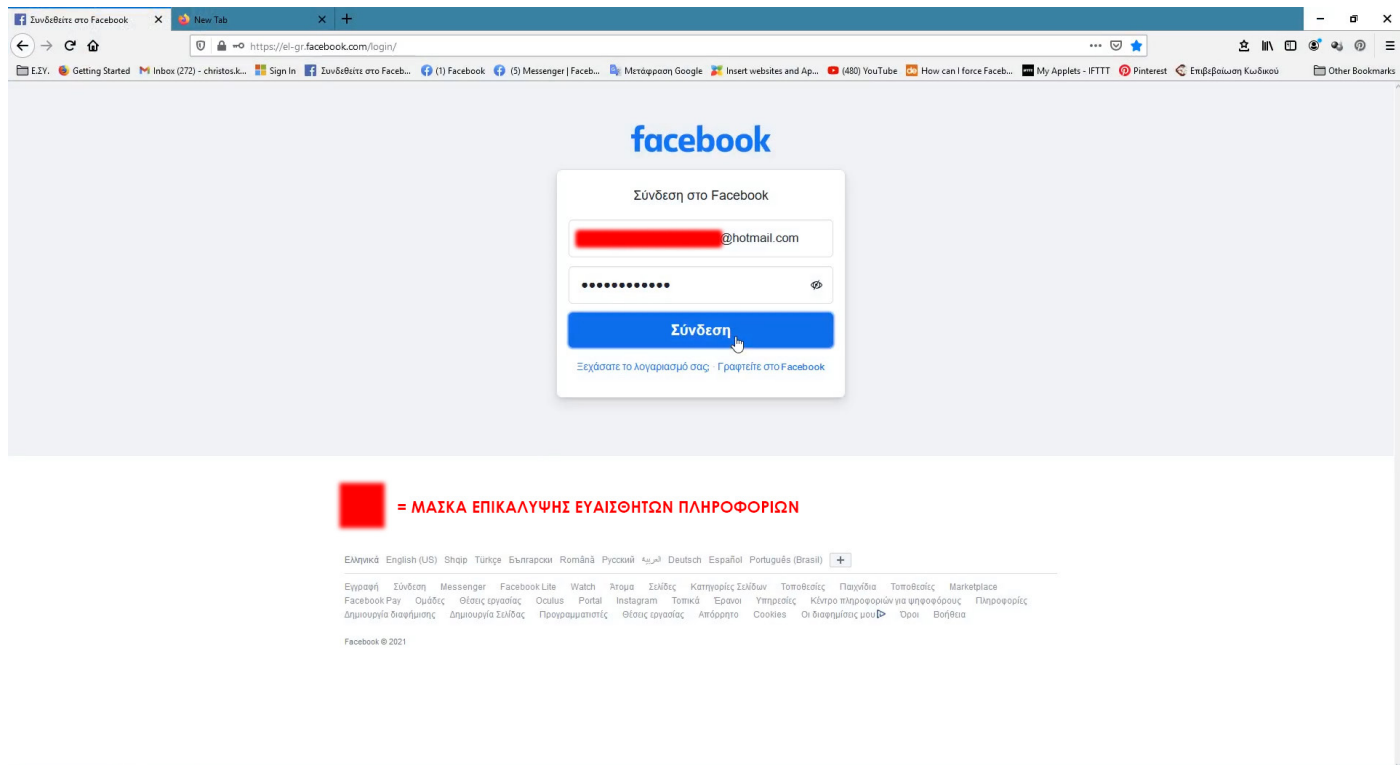 Συνδεθείτε στο Facebook
New Tab
https://el-gr.facebook.com/login/
Ε.ΣΥ. Getting Started Inbox (272) - christos.k... Sign In Συνδεθείτε στο Faceb... (1) Facebook (5) Messenger | Faceb... Μετάφραση Google Insert websites and Ap... (480) YouTube How can I force Faceb... My Applets - IFTTT Pinterest Επιβεβαίωση Κωδικού Other Bookmarks
facebook
Σύνδεση στο Facebook
@hotmail.com
Σύνδεση
Ξεχάσατε το λογαριασμό σας; Γραφτείτε στο Facebook
= ΜΑΣΚΑ ΕΠΙΚΑΛΥΨΗΣ ΕΥΑΙΣΘΗΤΩΝ ΠΛΗΡΟΦΟΡΙΩΝ
Ελληνικά English (US) Shqip Türkçe Български Română Русский العربية Deutsch Español Português (Brasil) +
Εγγραφή Σύνδεση Messenger Facebook Lite Watch Άτομα Σελίδες Κατηγορίες Σελίδων Τοποθεσίες Παιχνίδια Τοποθεσίες Marketplace
Facebook Pay Ομάδες Θέσεις εργασίας Oculus Portal Instagram Τοπικά Έρανοι Υπηρεσίες Κέντρο πληροφοριών για ψηφοφόρους Πληροφορίες
Δημιουργία διαφήμισης Δημιουργία Σελίδας Προγραμματιστές Θέσεις εργασίας Απόρρητο Cookies Οι διαφημίσεις μου Όροι Βοήθεια
Facebook © 2021